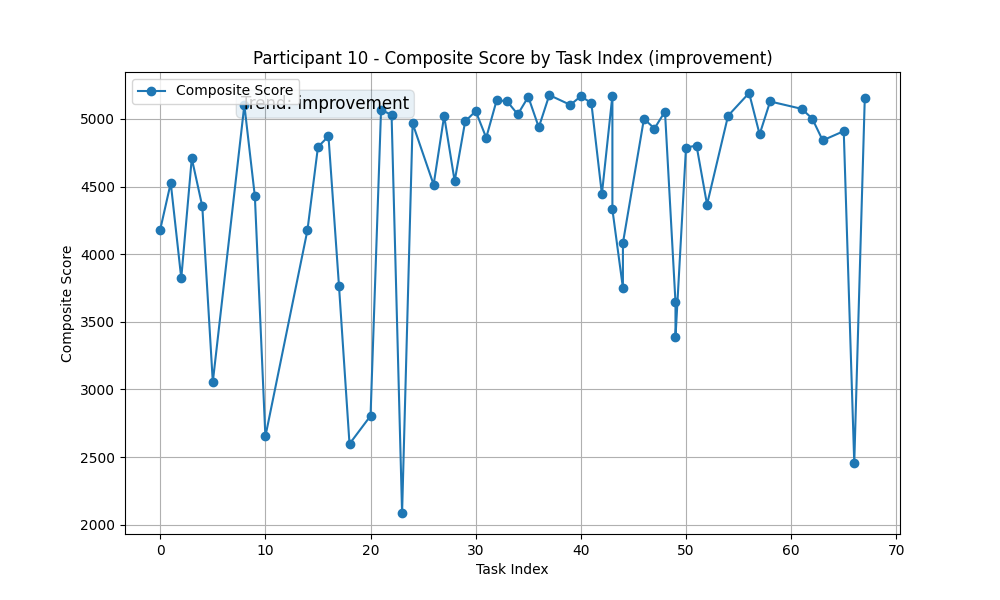 Participant 10 - Composite Score by Task Index (improvement)
Composite Score
Trend: improvement
Composite Score
5000
4500
4000
3500
3000
2500
2000
0 10 20 30 40 50 60 70
Task Index